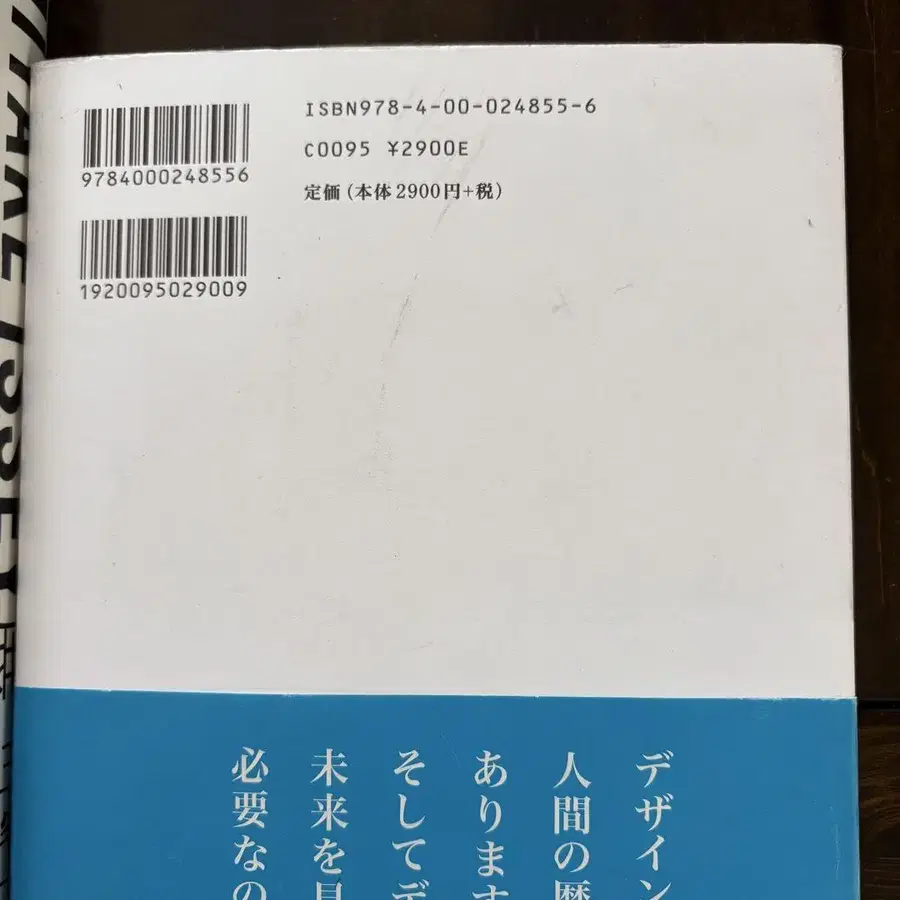 ISBN978-4-00-024855-6
C0095 ¥2900E
定価(本体2900円+税)
9784000248556
1920095029009
デザイン
人間の歴
あります
そしてデ
未来を見
必要なの